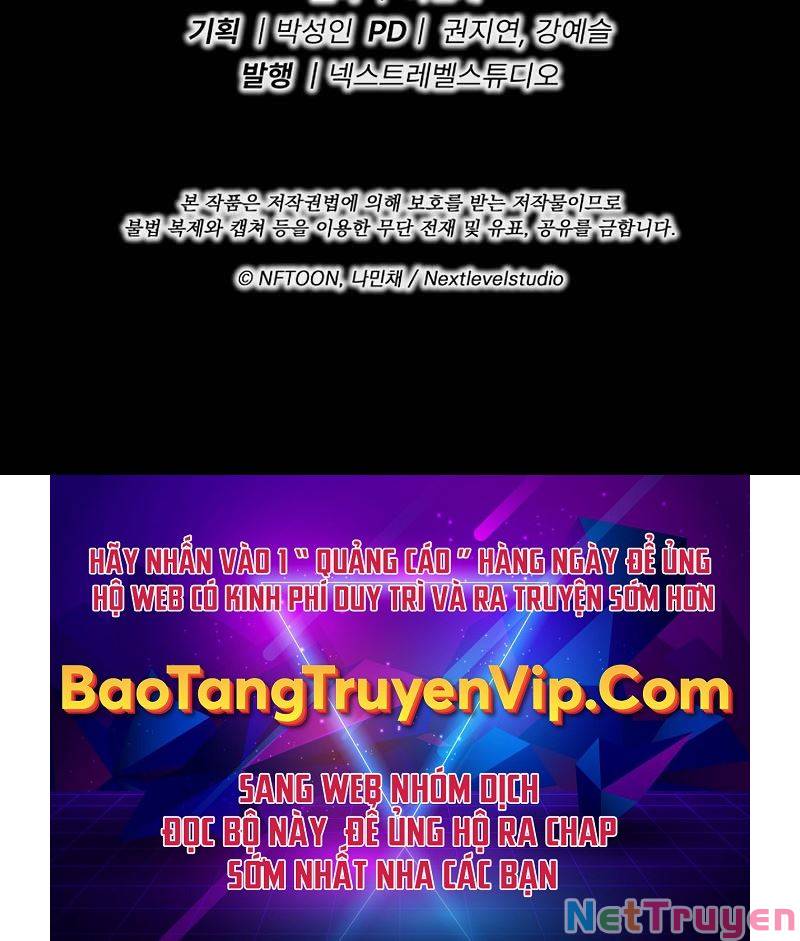 기획 | 박성인 PD | 권지연, 강예슬
발행 | 넥스트레벨스튜디오
본 작품은 저작권법에 의해 보호를 받는 저작물이므로
불법 복제와 캡쳐 등을 이용한 무단 전재 및 유표, 공유를 금합니다.
© NFTOON, 나민채 / Nextlevelstudio
HÃY NHẤN VÀO 1 “ QUẢNG CÁO ” HÀNG NGÀY ĐỂ ỦNG
HỘ WEB CÓ KINH PHÍ DUY TRÌ VÀ RA TRUYỆN SỚM HƠN
BaoTangTruyenVip.Com
SANG WEB NHÓM DỊCH
ĐỌC BỘ NÀY ĐỂ ỦNG HỘ RA CHAP
SỚM NHẤT NHA CÁC BẠN
NetTruyen